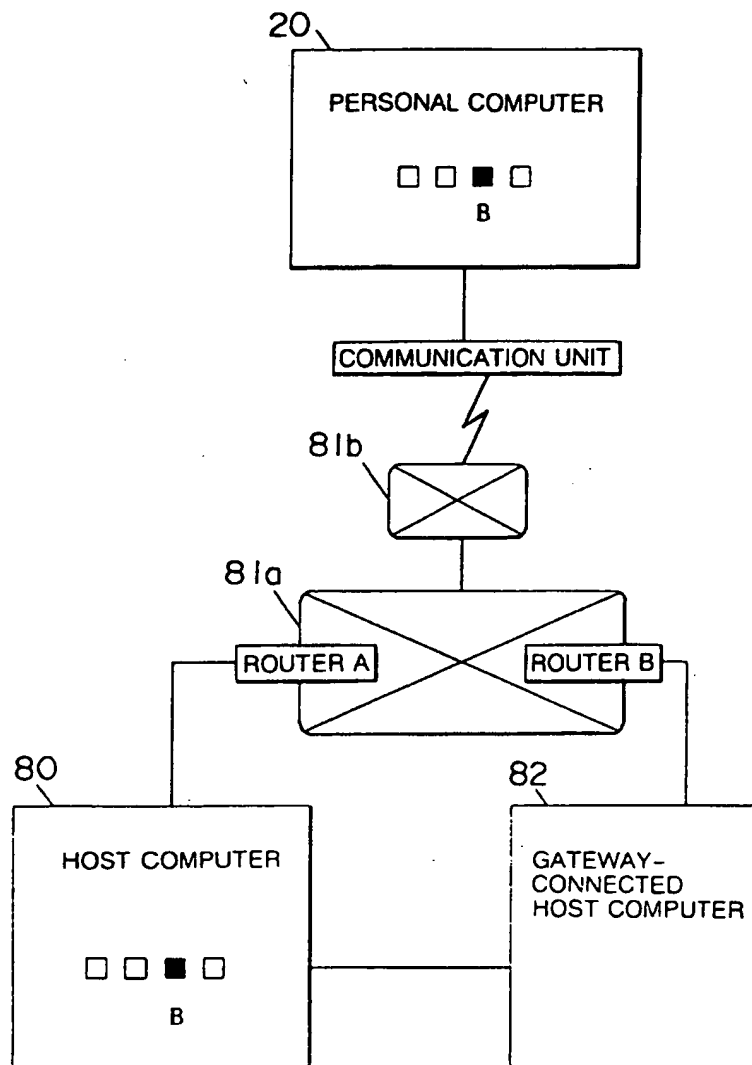 20
PERSONAL COMPUTER
B
COMMUNICATION UNIT
81b
81a
ROUTER A
ROUTER B
80
82
HOST COMPUTER
GATEWAY-
CONNECTED
HOST COMPUTER
B